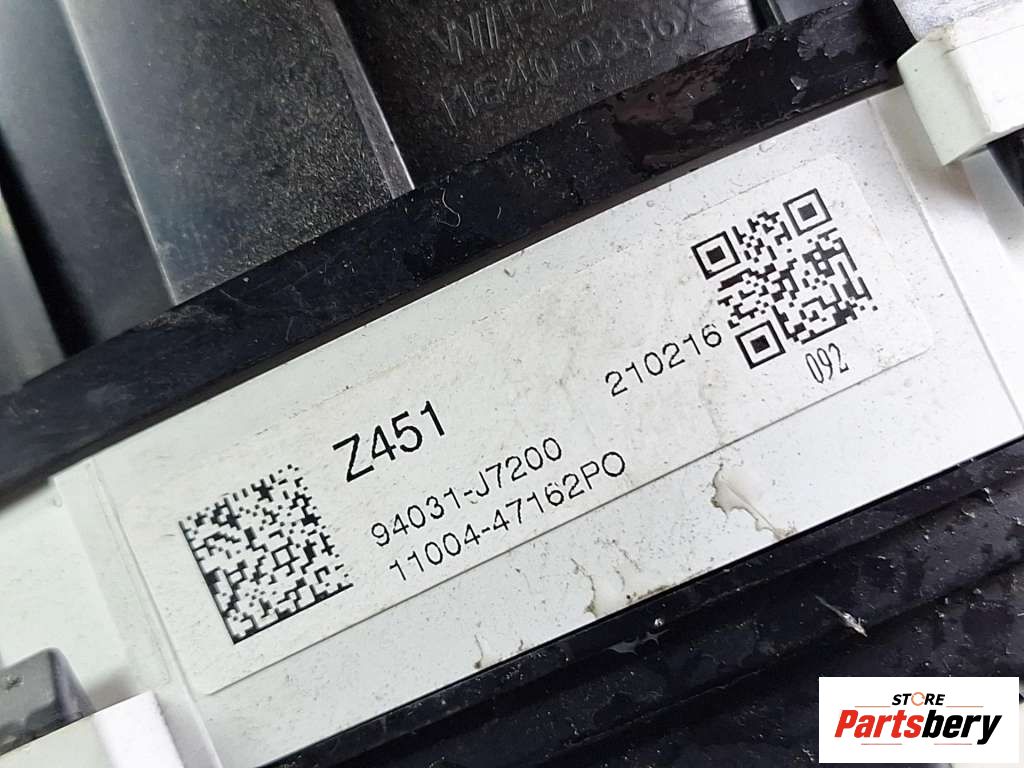 Z451
210216
092
94031-J7200
11004-47162PO
STORE
Partsbery